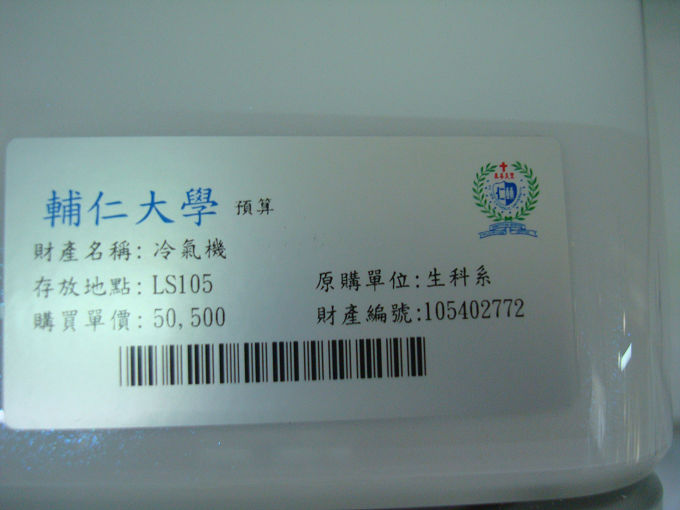 輔仁大學 預算
財產名稱: 冷氣機
存放地點: LS105 原購單位: 生科系
購買單價: 50,500 財產編號:105402772